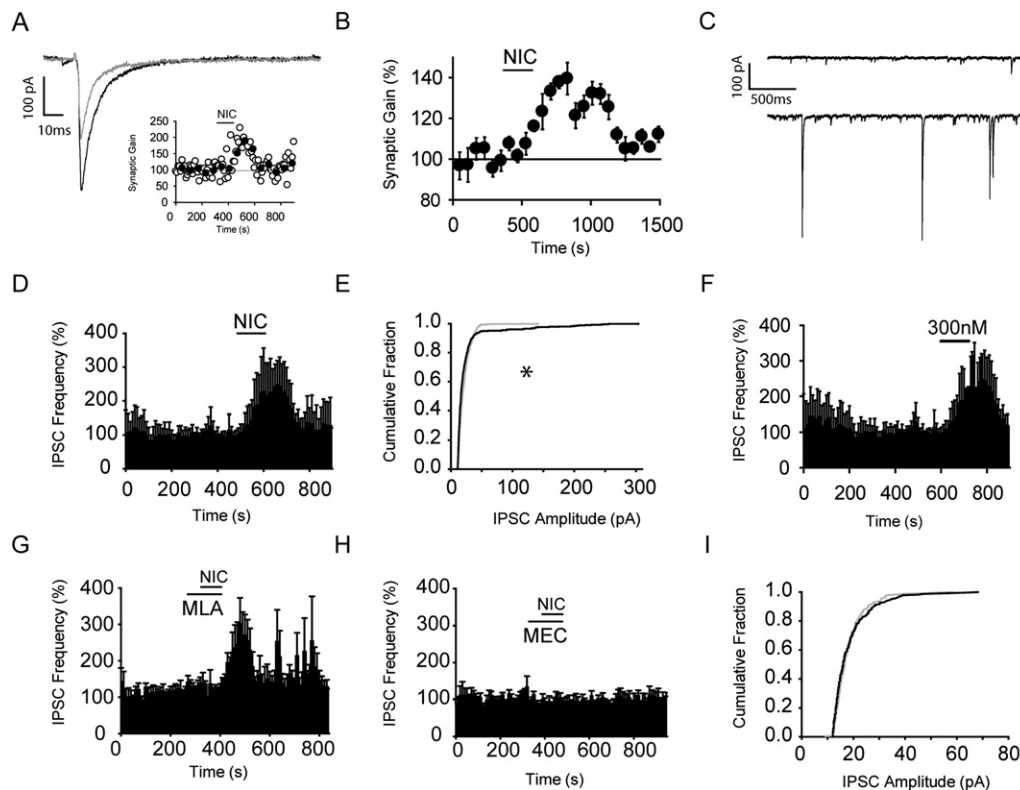 A
100 pA
10ms
NIC
Synaptic Gain
250
200
150
100
50
0
0 200 400 600 800
Time (s)
B
NIC
Synaptic Gain (%)
140
120
100
80
0 500 1000 1500
Time (s)
C
100 pA
500ms
D
NIC
IPSC Frequency (%)
400
300
200
100
0
0 200 400 600 800
Time (s)
E
*
Cumulative Fraction
1.0
0.8
0.6
0.4
0.2
0.0
0 100 200 300
IPSC Amplitude (pA)
F
300nM
IPSC Frequency (%)
400
300
200
100
0
0 200 400 600 800
Time (s)
G
NIC
MLA
IPSC Frequency (%)
400
300
200
100
0
0 200 400 600 800
Time (s)
H
NIC
MEC
IPSC Frequency (%)
400
300
200
100
0
0 200 400 600 800
Time (s)
I
Cumulative Fraction
1.0
0.8
0.6
0.4
0.2
0.0
0 20 40 60 80
IPSC Amplitude (pA)